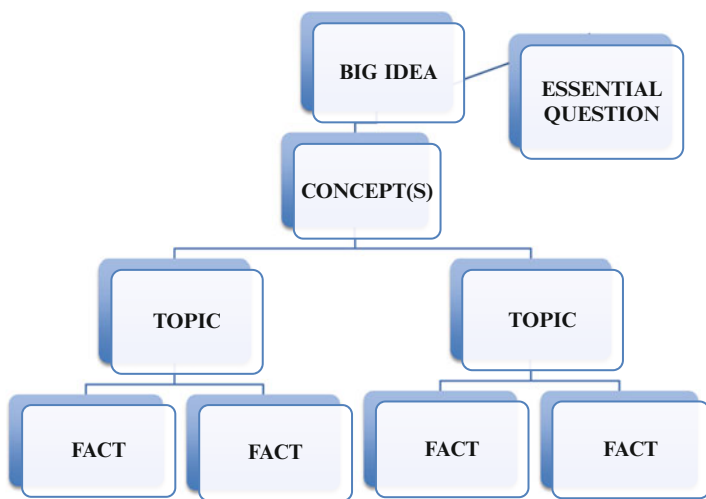 BIG IDEA
ESSENTIAL
QUESTION
CONCEPT(S)
TOPIC
TOPIC
FACT
FACT
FACT
FACT